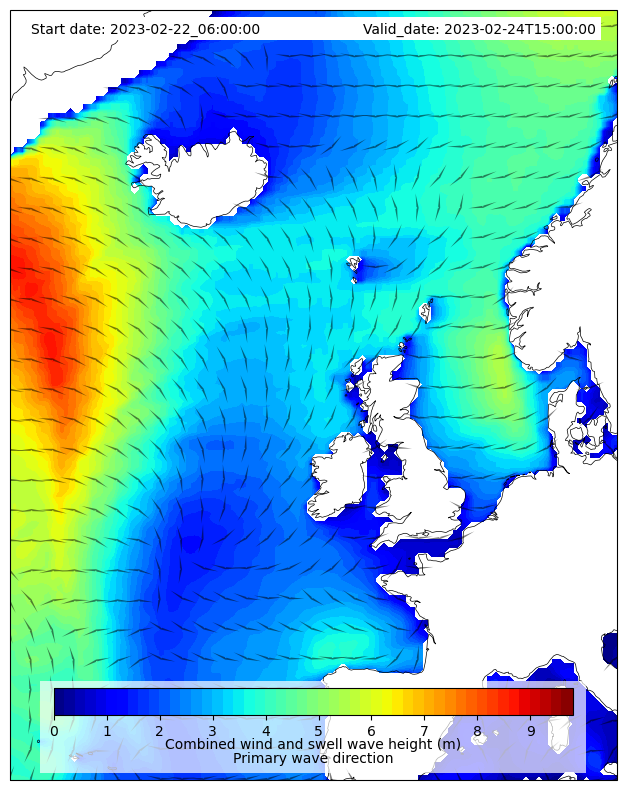 Start date: 2023-02-22_06:00:00 Valid_date: 2023-02-24T15:00:00
0 1 2 3 4 5 6 7 8 9
Combined wind and swell wave height (m)
Primary wave direction